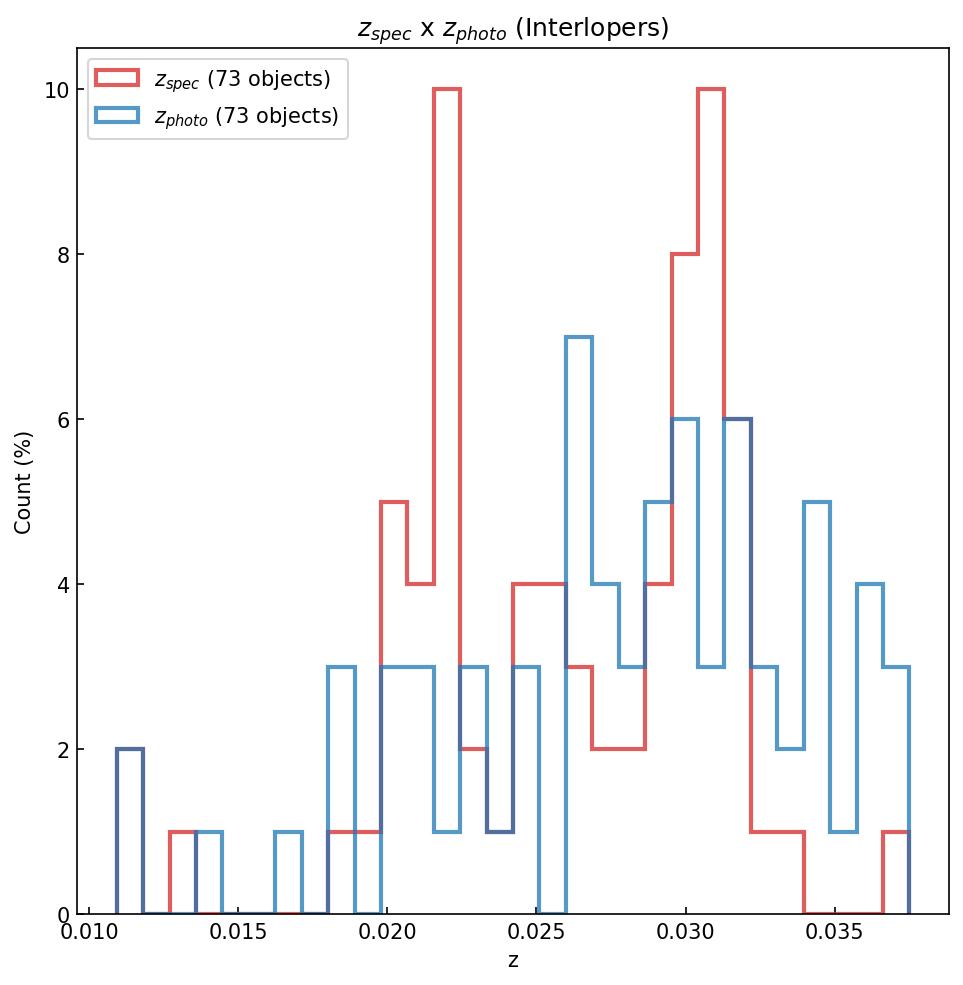 z_spec x z_photo (Interlopers)
z_spec (73 objects)
z_photo (73 objects)
10
8
6
4
2
0
Count (%)
0.010 0.015 0.020 0.025 0.030 0.035
z